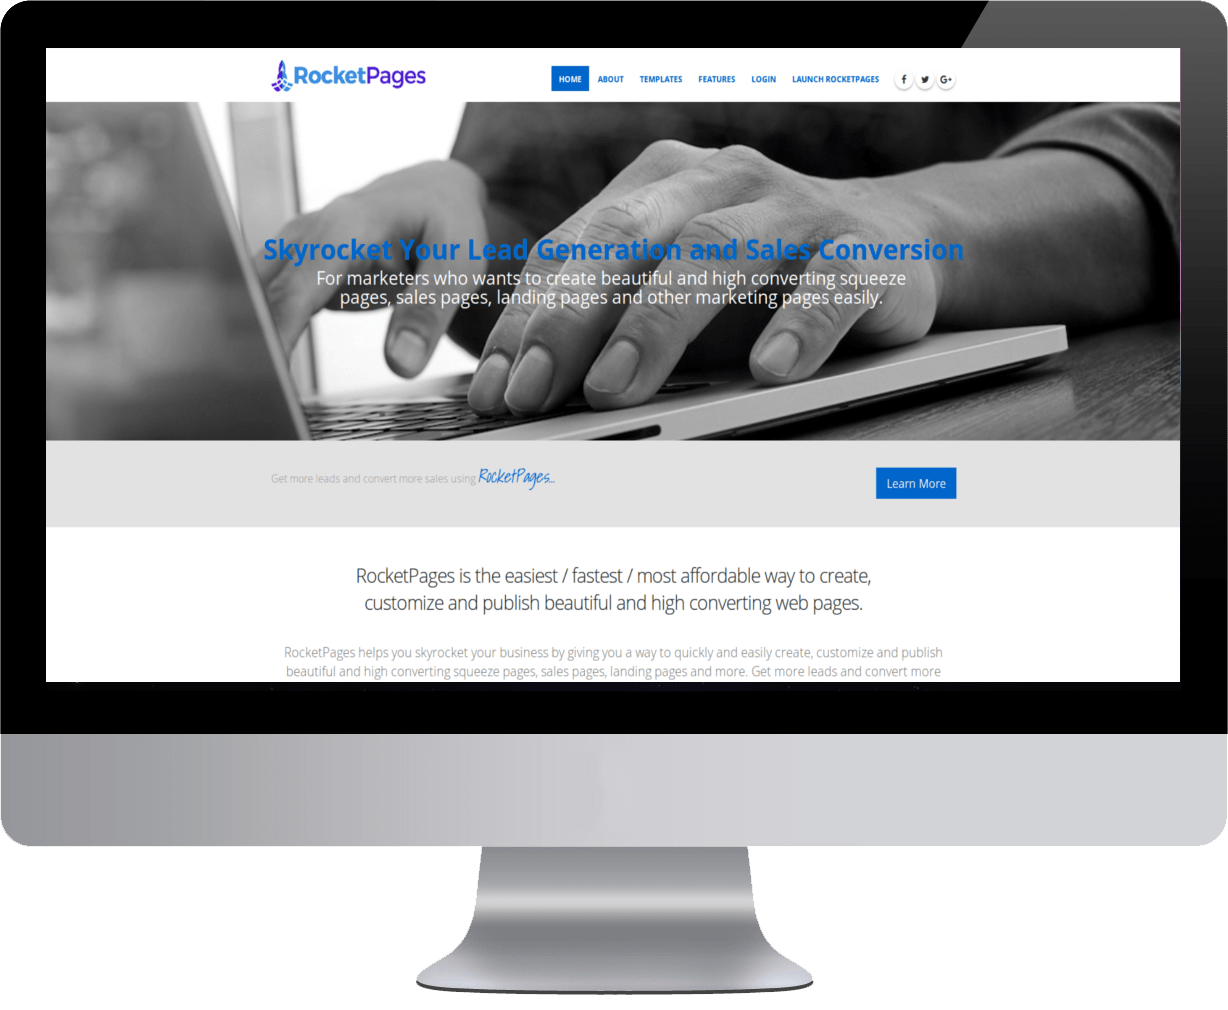 RocketPages
HOME ABOUT TEMPLATES FEATURES LOGIN LAUNCH ROCKETPAGES f G+
Skyrocket Your Lead Generation and Sales Conversion
For marketers who wants to create beautiful and high converting squeeze
pages, sales pages, landing pages and other marketing pages easily.
Get more leads and convert more sales using RocketPages...
Learn More
RocketPages is the easiest / fastest / most affordable way to create,
customize and publish beautiful and high converting web pages.
RocketPages helps you skyrocket your business by giving you a way to quickly and easily create, customize and publish
beautiful and high converting squeeze pages, sales pages, landing pages and more. Get more leads and convert more